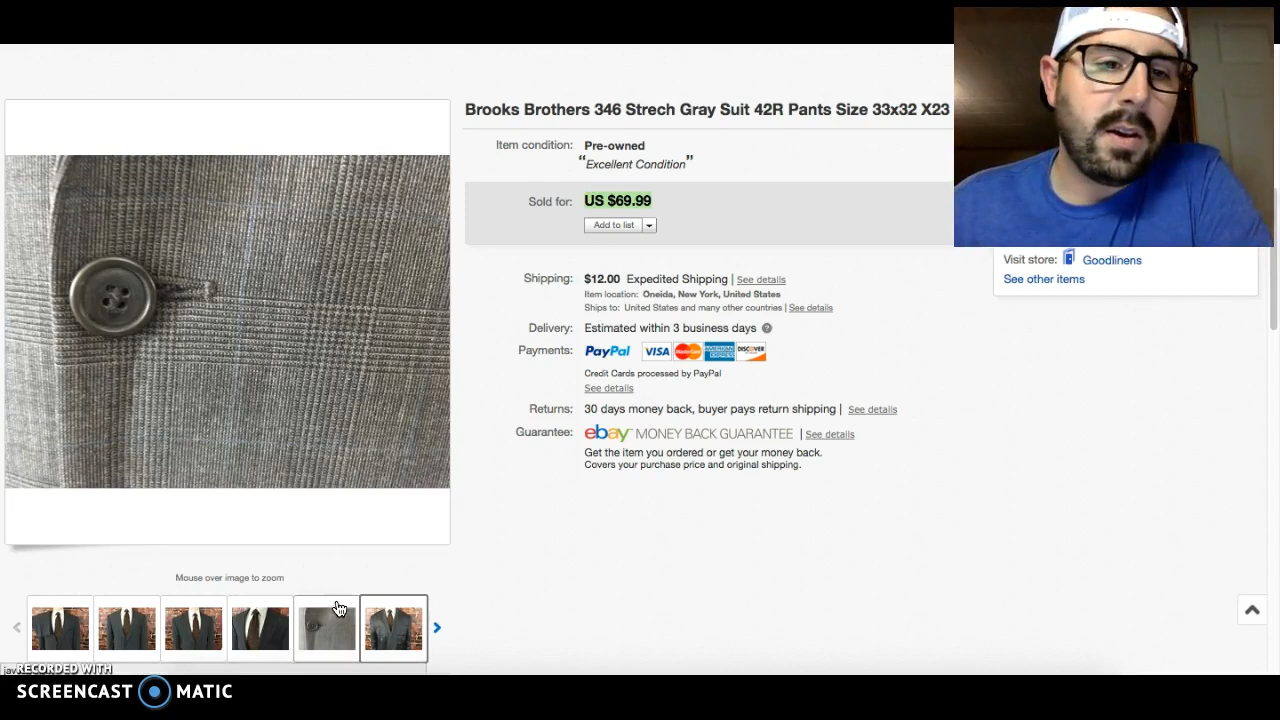 Brooks Brothers 346 Strech Gray Suit 42R Pants Size 33x32 X23
Item condition: Pre-owned
“Excellent Condition”
Sold for: US $69.99
Add to list
Visit store: Goodlinens
See other items
Shipping: $12.00 Expedited Shipping | See details
Item location: Oneida, New York, United States
Ships to: United States and many other countries | See details
Delivery: Estimated within 3 business days ?
Payments: PayPal VISA MasterCard AMERICAN EXPRESS DISCOVER
Credit Cards processed by PayPal
See details
Returns: 30 days money back, buyer pays return shipping | See details
Guarantee: ebay MONEY BACK GUARANTEE | See details
Get the item you ordered or get your money back.
Covers your purchase price and original shipping.
Mouse over image to zoom
RECORDED WITH
SCREENCAST MATIC